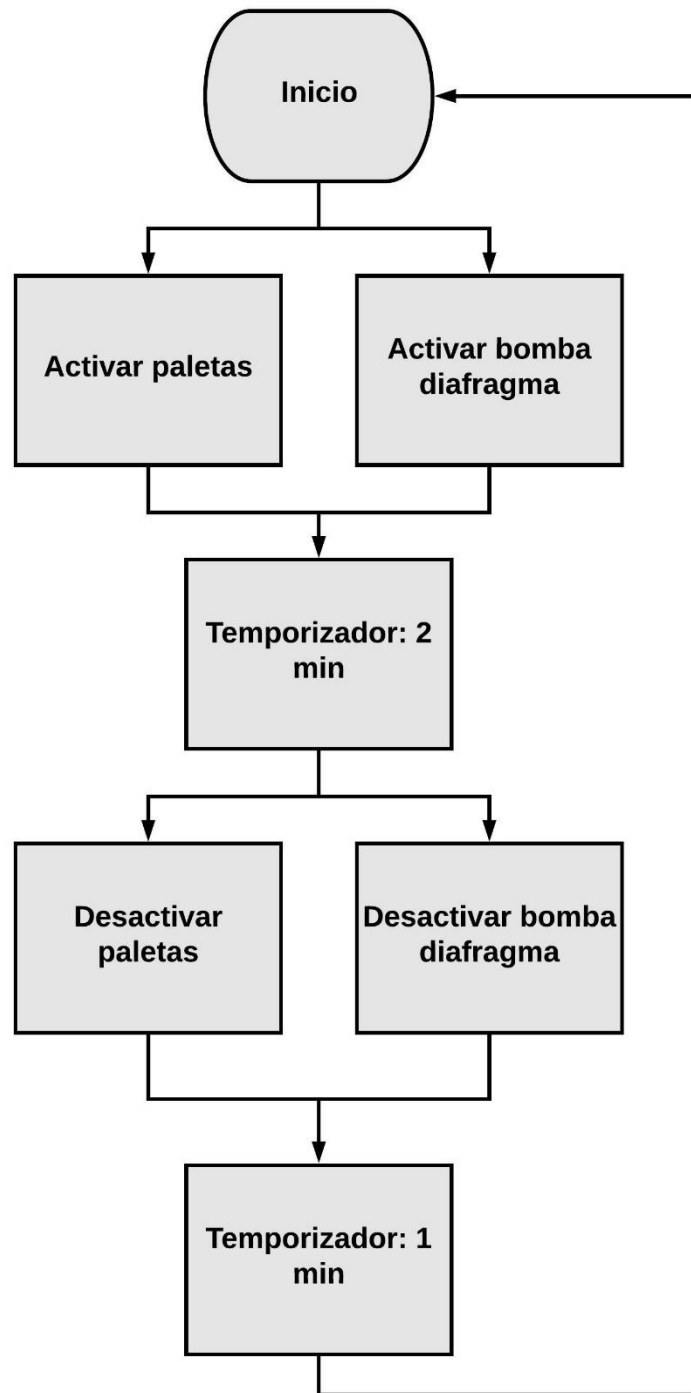 Inicio
Activar paletas
Activar bomba
diafragma
Temporizador: 2
min
Desactivar
paletas
Desactivar bomba
diafragma
Temporizador: 1
min